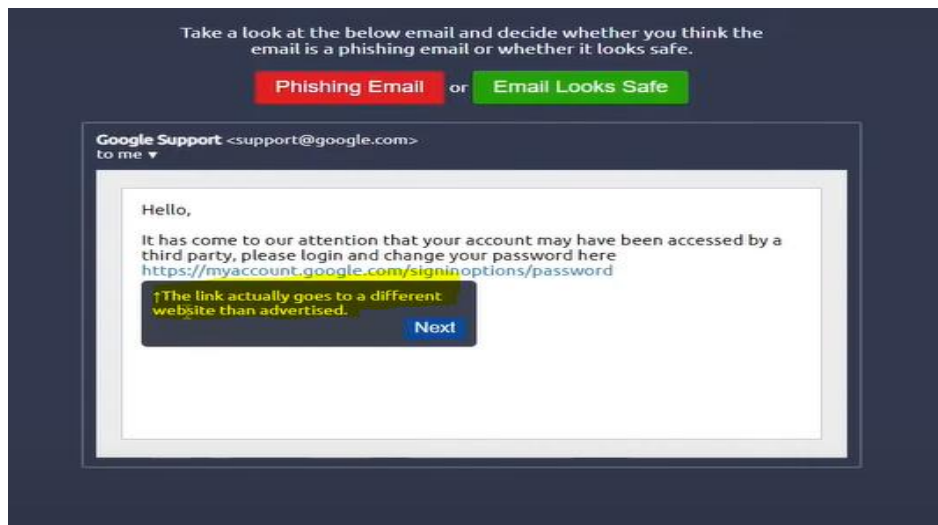 Take a look at the below email and decide whether you think the
email is a phishing email or whether it looks safe.
Phishing Email or Email Looks Safe
Google Support <support@google.com>
to me ▼
Hello,
It has come to our attention that your account may have been accessed by a
third party, please login and change your password here
https://myaccount.google.com/signinoptions/password
↑The link actually goes to a different
website than advertised.
Next